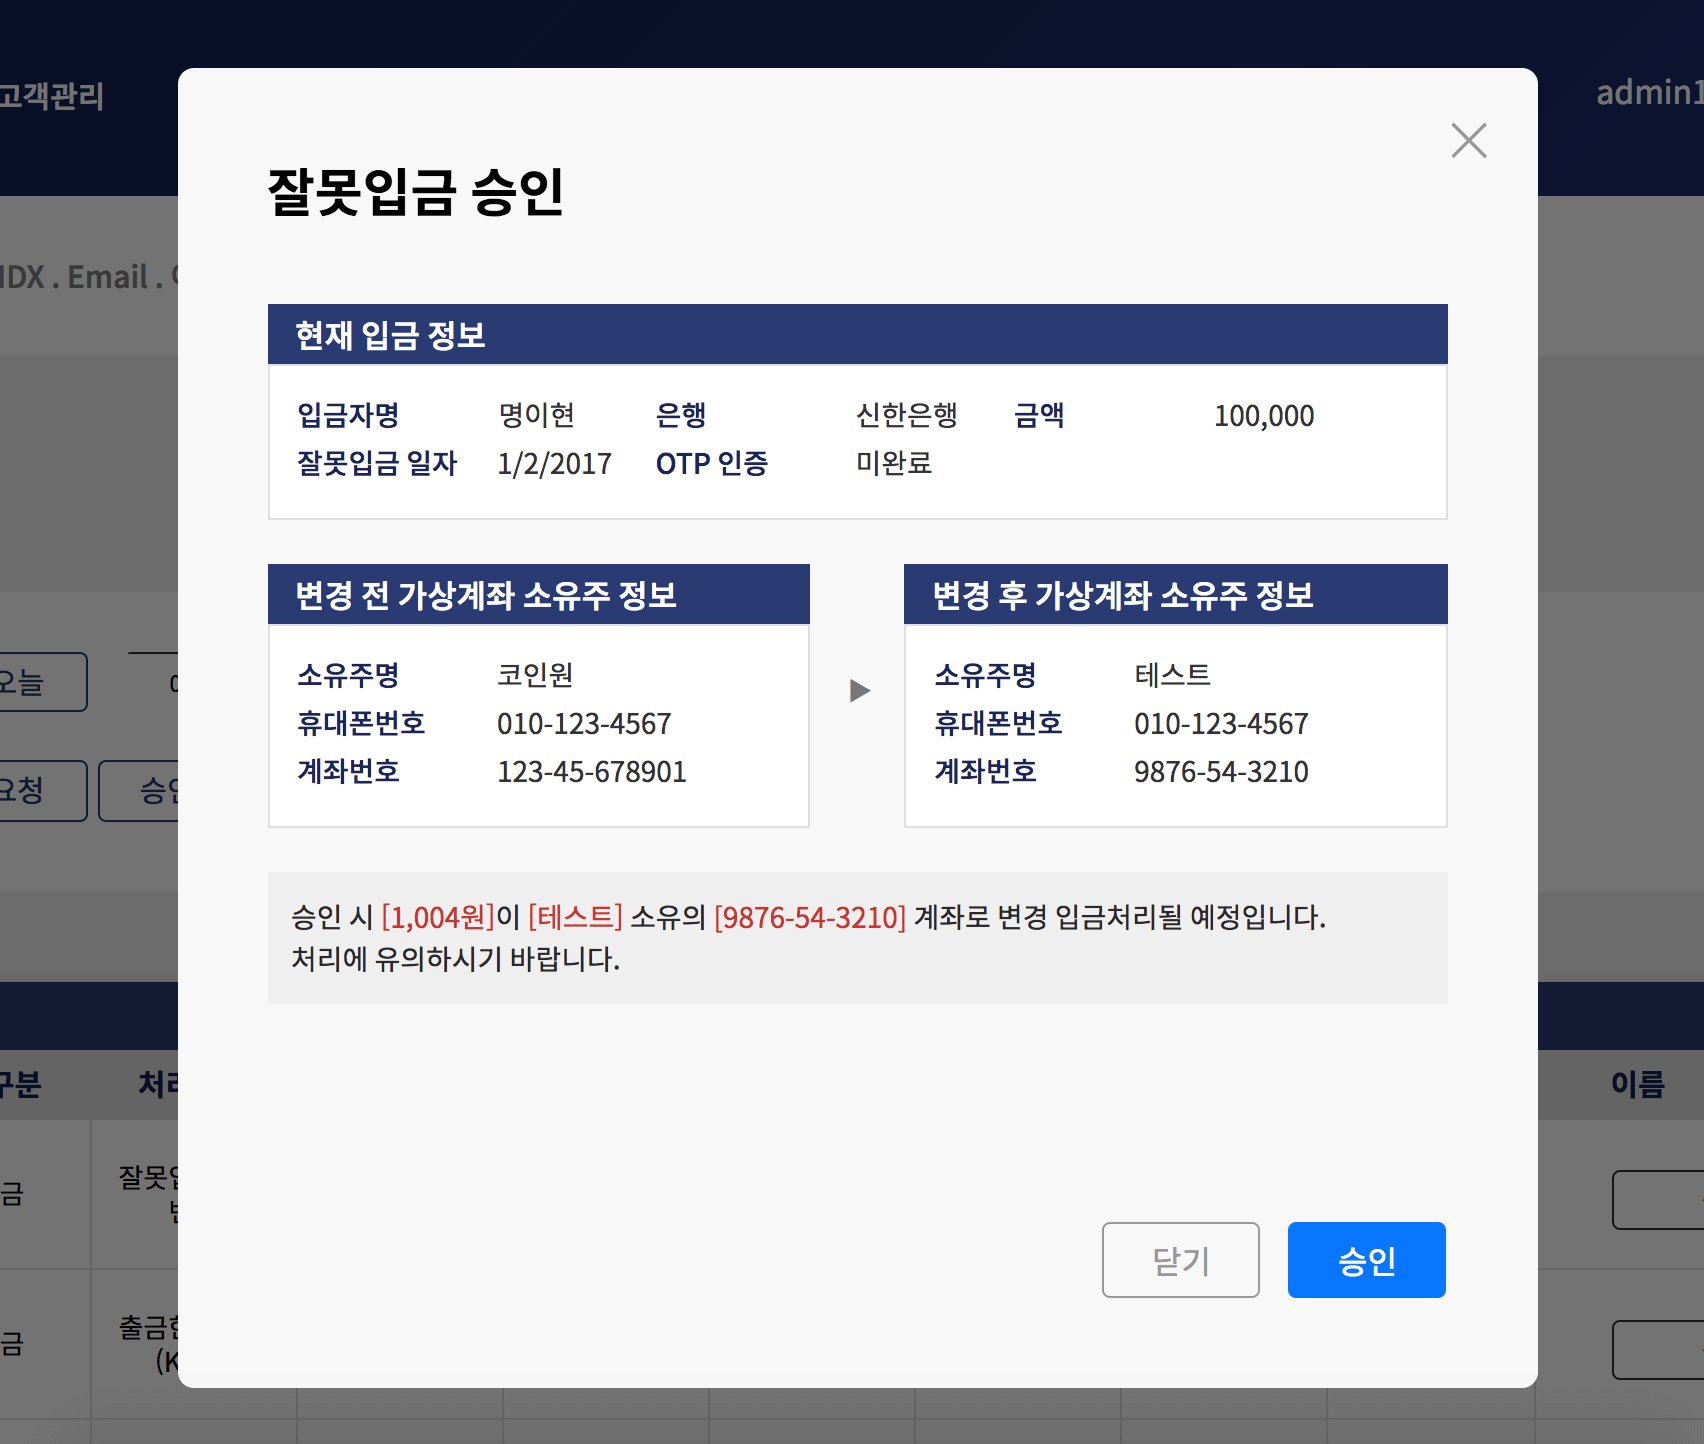 고객관리
admin1
잘못입금 승인
IDX . Email .
현재 입금 정보
입금자명 명이현 은행 신한은행 금액 100,000
잘못입금 일자 1/2/2017 OTP 인증 미완료
변경 전 가상계좌 소유주 정보
소유주명 코인원
휴대폰번호 010-123-4567
계좌번호 123-45-678901
▶
변경 후 가상계좌 소유주 정보
소유주명 테스트
휴대폰번호 010-123-4567
계좌번호 9876-54-3210
오늘
요청
승인 시 [1,004원]이 [테스트] 소유의 [9876-54-3210] 계좌로 변경 입금처리될 예정입니다.
처리에 유의하시기 바랍니다.
구분
이름
금
잘못
금
출금
(K
닫기
승인